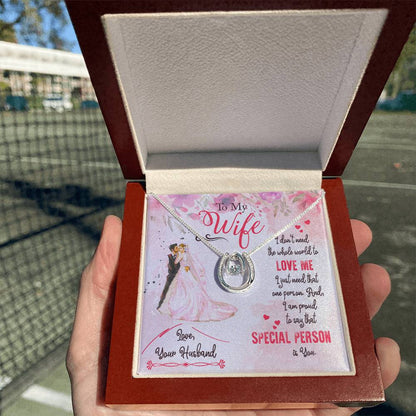 To My
Wife
I don't need
the whole world to
LOVE ME
I just need that
one person. And,
I am proud
to say that
SPECIAL PERSON
is You.
Love,
Your Husband